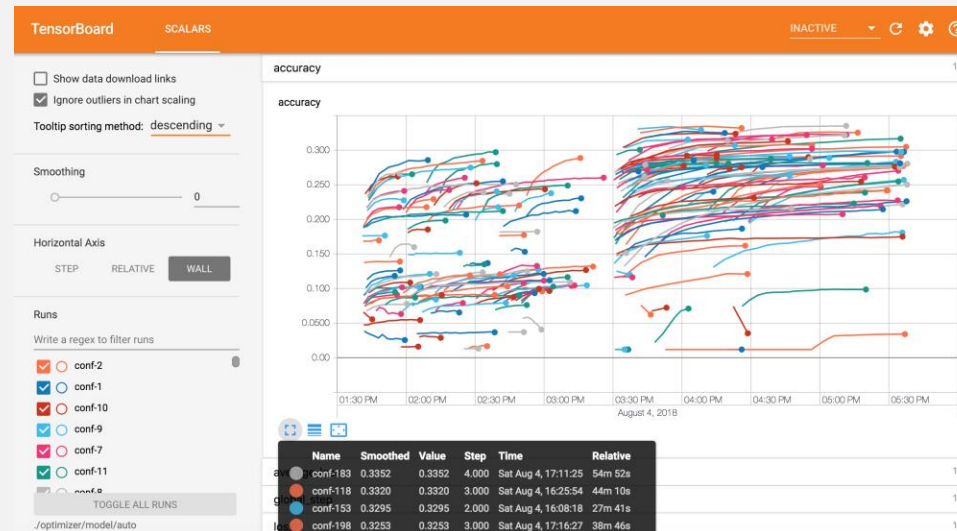 TensorBoard SCALARS INACTIVE
Show data download links
Ignore outliers in chart scaling
Tooltip sorting method: descending
Smoothing
0
Horizontal Axis
STEP RELATIVE WALL
Runs
Write a regex to filter runs
conf-2
conf-1
conf-10
conf-9
conf-7
conf-11
conf-8
TOGGLE ALL RUNS
./optimizer/model/auto
accuracy 1
accuracy
0.300
0.250
0.200
0.150
0.100
0.0500
0.00
01:30 PM 02:00 PM 02:30 PM 03:00 PM 03:30 PM 04:00 PM 04:30 PM 05:00 PM 05:30 PM
August 4, 2018
Name Smoothed Value Step Time Relative
conf-183 0.3352 0.3352 4.000 Sat Aug 4, 17:11:25 54m 52s
conf-118 0.3320 0.3320 3.000 Sat Aug 4, 16:25:54 44m 10s
conf-153 0.3295 0.3295 2.000 Sat Aug 4, 16:08:18 27m 41s
conf-198 0.3253 0.3253 3.000 Sat Aug 4, 17:16:27 38m 46s